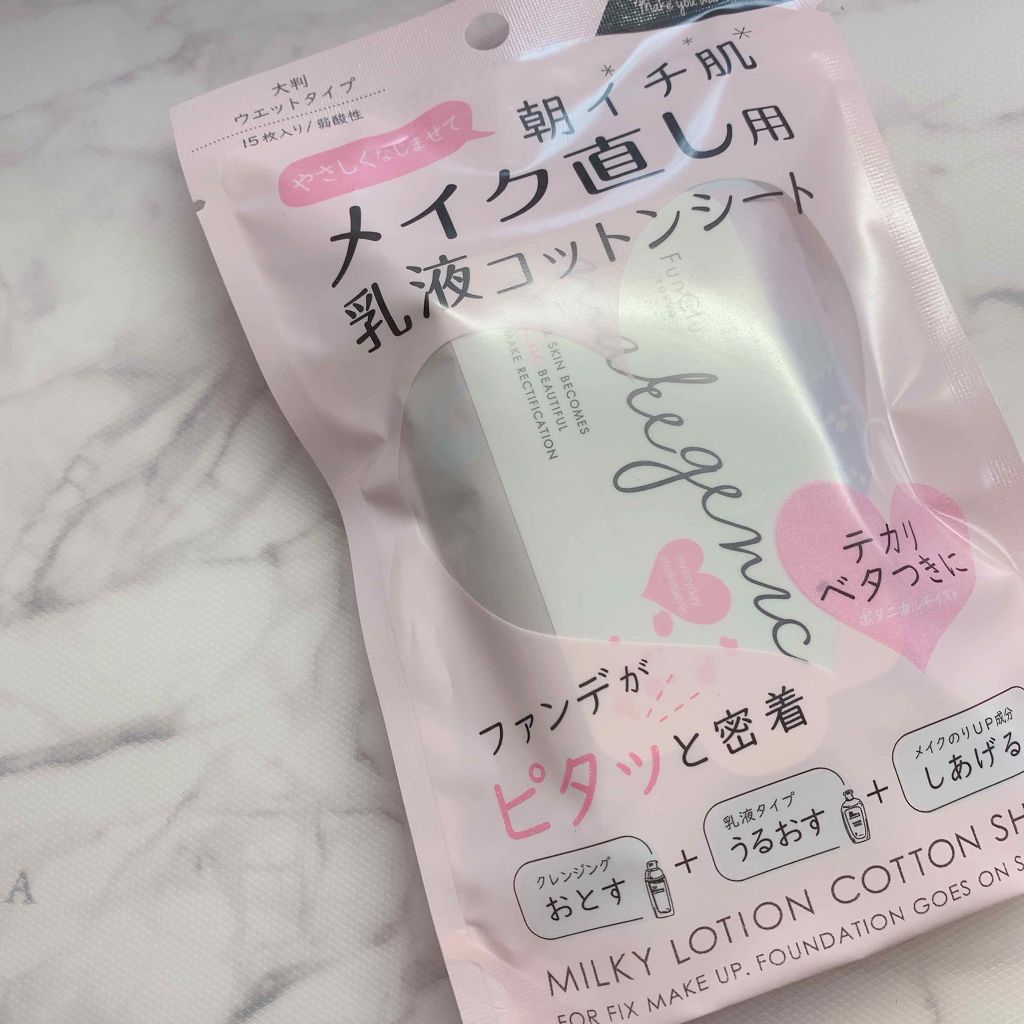 make you
大判
ウエットタイプ
15枚入り/弱酸性
やさしくなじませて
朝イチ肌
メイク直し用
乳液コットンシート
makegenic
A SKIN BECOMES
BEAUTIFUL
MAKE RECTIFICATION
everyday
makegenic
テカリ
ベタつきに
ボタニカルモイスト
ファンデが
ピタッと密着
クレンジング
おとす
+
乳液タイプ
うるおす
+
メイクのりUP成分
しあげる
MILKY LOTION COTTON SH
FOR FIX MAKE UP. FOUNDATION GOES ON S
A